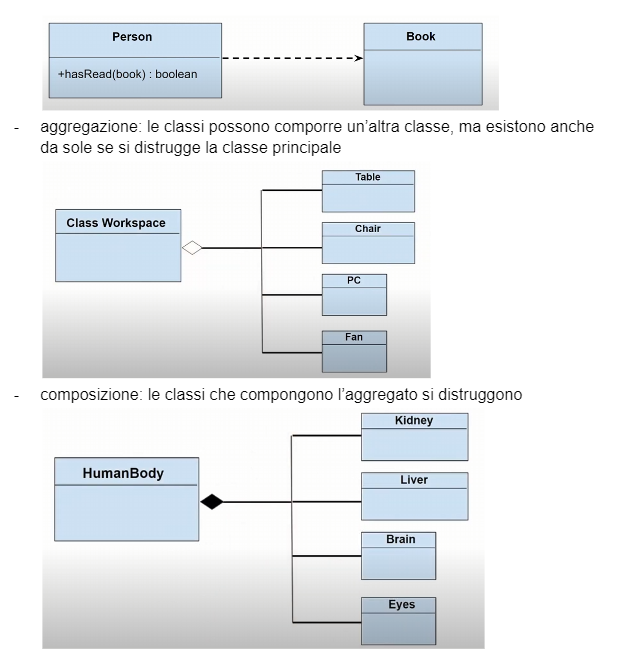 Person
Book
+hasRead(book) : boolean
- aggregazione: le classi possono comporre un'altra classe, ma esistono anche
da sole se si distrugge la classe principale
Table
Class Workspace
Chair
PC
Fan
- composizione: le classi che compongono l'aggregato si distruggono
Kidney
HumanBody
Liver
Brain
Eyes